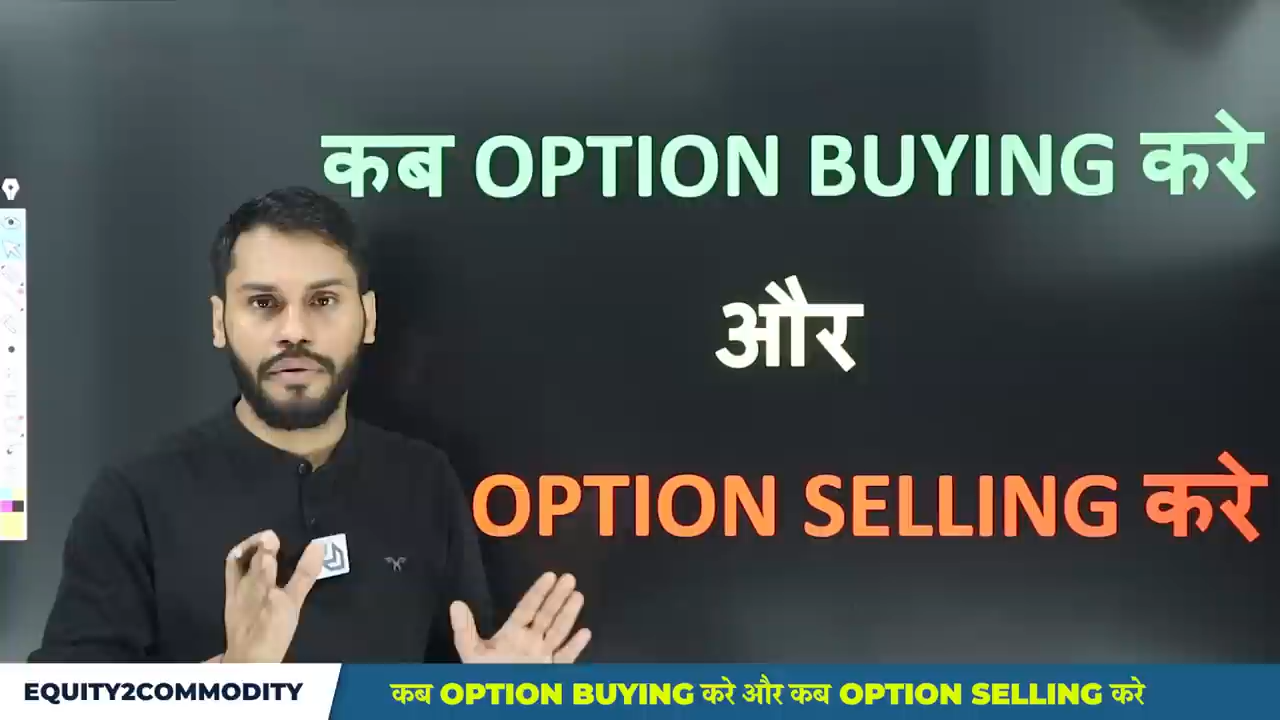 कब OPTION BUYING करे
और
OPTION SELLING करे
EQUITY2COMMODITY
कब OPTION BUYING करे और कब OPTION SELLING करे